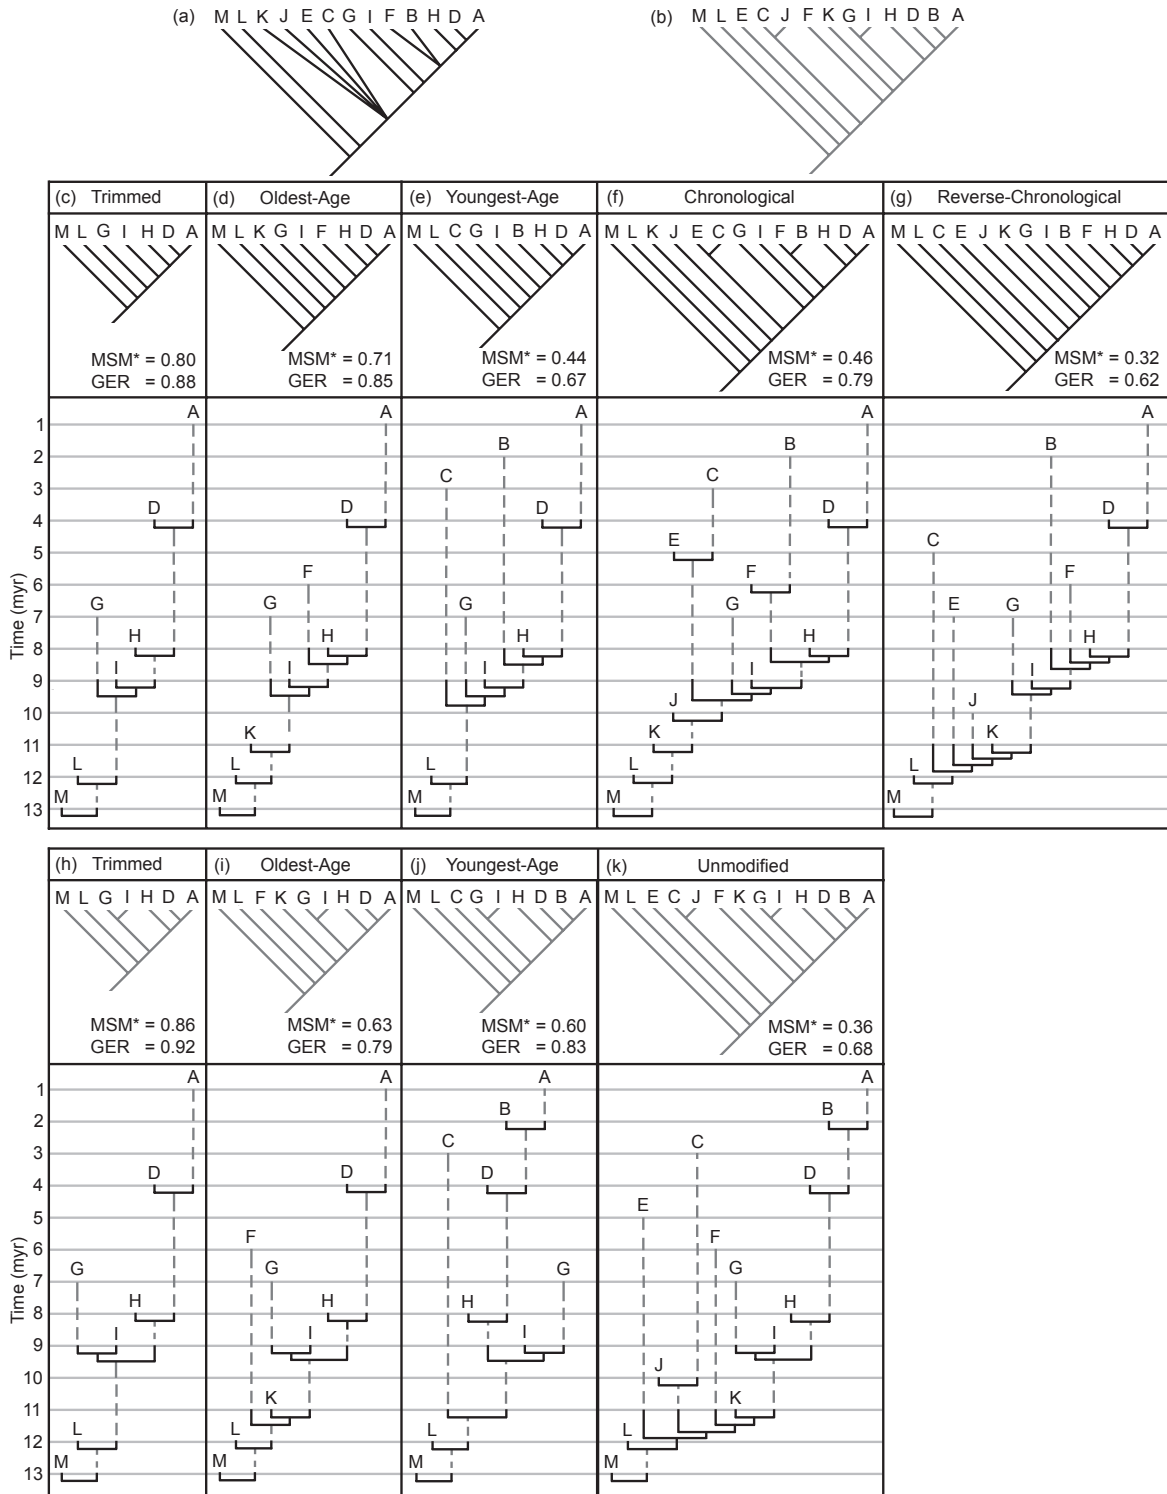 (a) M L K J E C G I F B H D A
(b) M L E C J F K G I H D B A
(c) Trimmed
M L G I H D A
MSM* = 0.80
GER = 0.88
(d) Oldest-Age
M L K G I F H D A
MSM* = 0.71
GER = 0.85
(e) Youngest-Age
M L C G I B H D A
MSM* = 0.44
GER = 0.67
(f) Chronological
M L K J E C G I F B H D A
MSM* = 0.46
GER = 0.79
(g) Reverse-Chronological
M L C E J K G I B F H D A
MSM* = 0.32
GER = 0.62
Time (myr)
1
2
3
4
5
6
7
8
9
10
11
12
13
A
D
G
H
I
L
M
A
D
F
G
H
I
K
L
M
A
B
C
D
G
H
I
L
M
A
B
C
D
E
F
G
H
I
J
K
L
M
A
B
D
C
F
E
G
H
I
J
K
L
M
(h) Trimmed
M L G I H D A
MSM* = 0.86
GER = 0.92
(i) Oldest-Age
M L F K G I H D A
MSM* = 0.63
GER = 0.79
(j) Youngest-Age
M L C G I H D B A
MSM* = 0.60
GER = 0.83
(k) Unmodified
M L E C J F K G I H D B A
MSM* = 0.36
GER = 0.68
Time (myr)
1
2
3
4
5
6
7
8
9
10
11
12
13
A
D
G
H
I
L
M
A
D
F
G
H
I
K
L
M
A
B
C
D
G
H
I
L
M
A
B
C
D
E
F
G
H
I
J
K
L
M